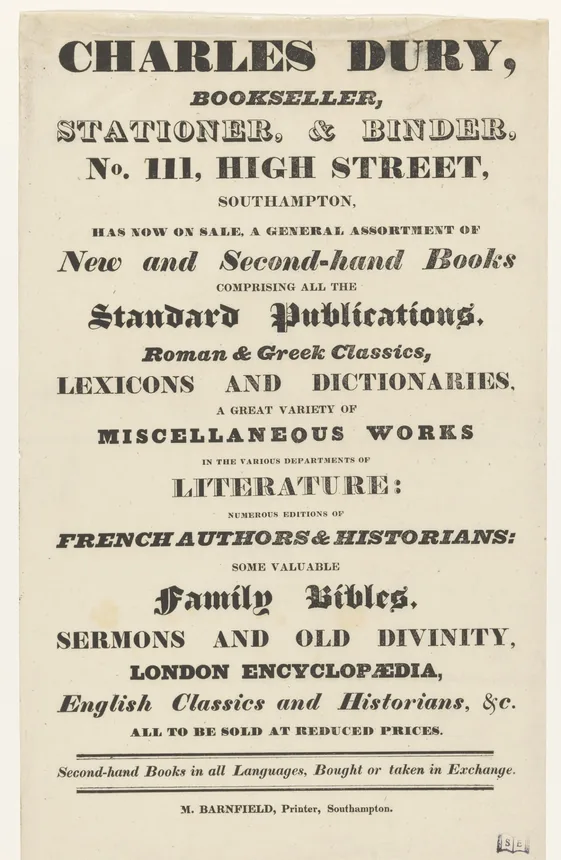 CHARLES DURY,
BOOKSELLER,
STATIONER, & BINDER,
No. 111, HIGH STREET,
SOUTHAMPTON,
HAS NOW ON SALE, A GENERAL ASSORTMENT OF
New and Second-hand Books
COMPRISING ALL THE
Standard Publications.
Roman & Greek Classics,
LEXICONS AND DICTIONARIES,
A GREAT VARIETY OF
MISCELLANEOUS WORKS
IN THE VARIOUS DEPARTMENTS OF
LITERATURE:
NUMEROUS EDITIONS OF
FRENCH AUTHORS & HISTORIANS:
SOME VALUABLE
Family Bibles.
SERMONS AND OLD DIVINITY,
LONDON ENCYCLOPÆDIA,
English Classics and Historians, &c.
ALL TO BE SOLD AT REDUCED PRICES.
Second-hand Books in all Languages, Bought or taken in Exchange.
M. BARNFIELD, Printer, Southampton.
S E